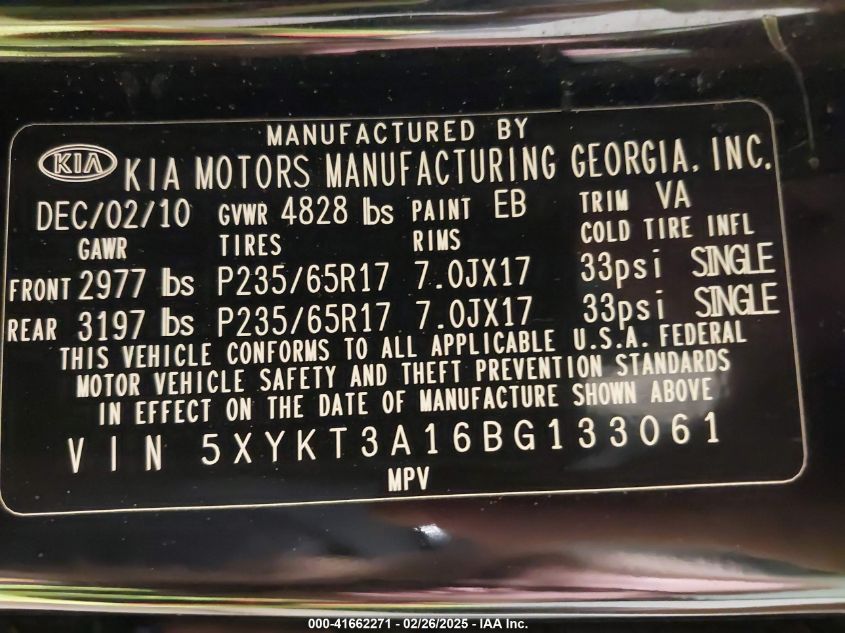 MANUFACTURED BY
KIA KIA MOTORS MANUFACTURING GEORGIA, INC.
DEC/02/10 GVWR 4828 lbs PAINT EB TRIM VA
GAWR TIRES RIMS COLD TIRE INFL
FRONT 2977 lbs P235/65R17 7.0JX17 33psi SINGLE
REAR 3197 lbs P235/65R17 7.0JX17 33psi SINGLE
THIS VEHICLE CONFORMS TO ALL APPLICABLE U.S.A. FEDERAL
MOTOR VEHICLE SAFETY AND THEFT PREVENTION STANDARDS
IN EFFECT ON THE DATE OF MANUFACTURE SHOWN ABOVE
VIN 5XYKT3A16BG133061
MPV
000-41662271 - 02/26/2025 - IAA Inc.